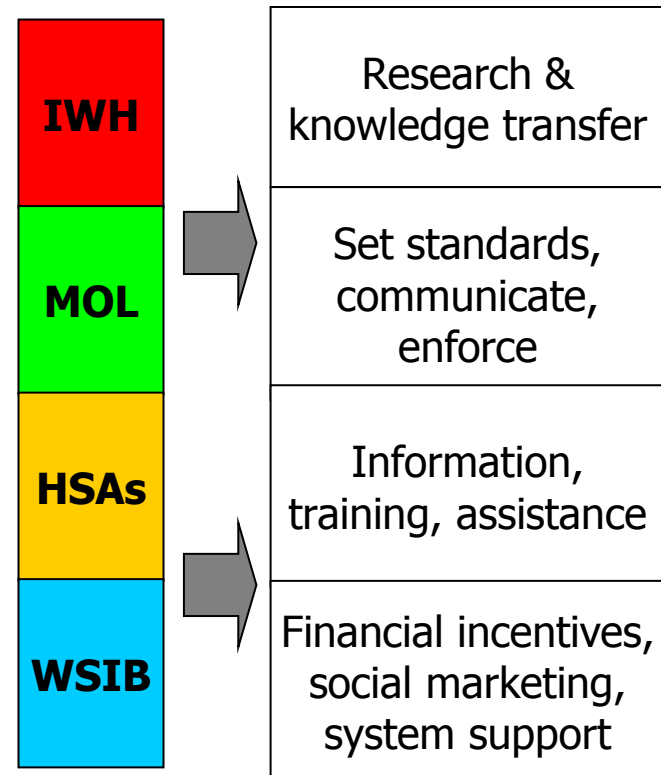 IWH
Research &
knowledge transfer
MOL
Set standards,
communicate,
enforce
HSAs
Information,
training, assistance
WSIB
Financial incentives,
social marketing,
system support